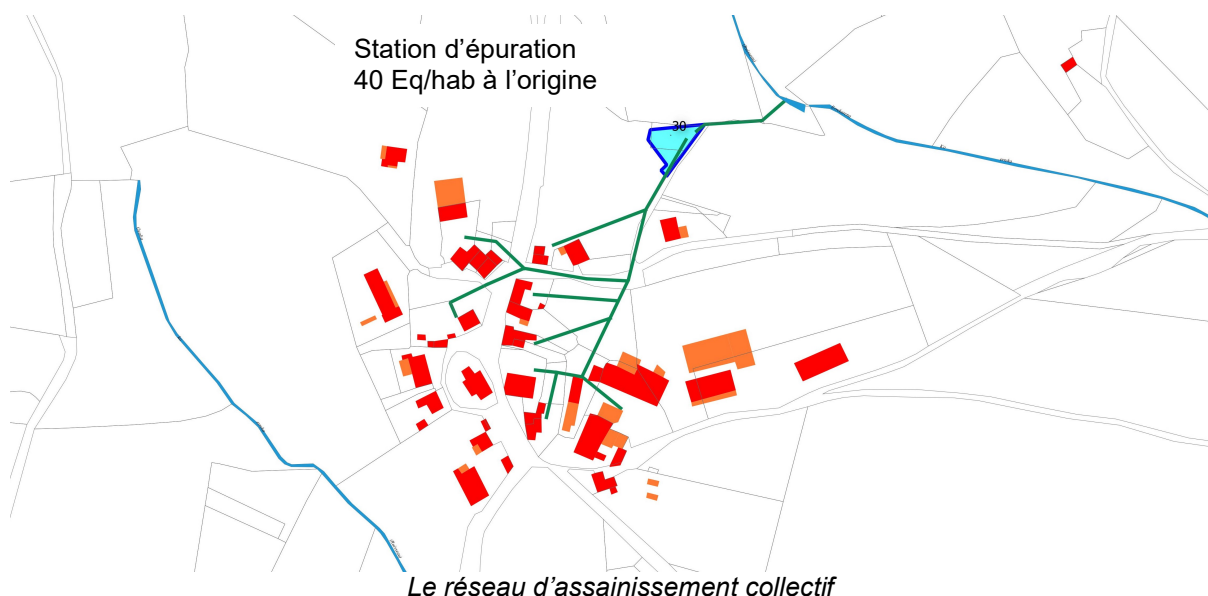 Station d’épuration
40 Eq/hab à l’origine
30
Le réseau d’assainissement collectif